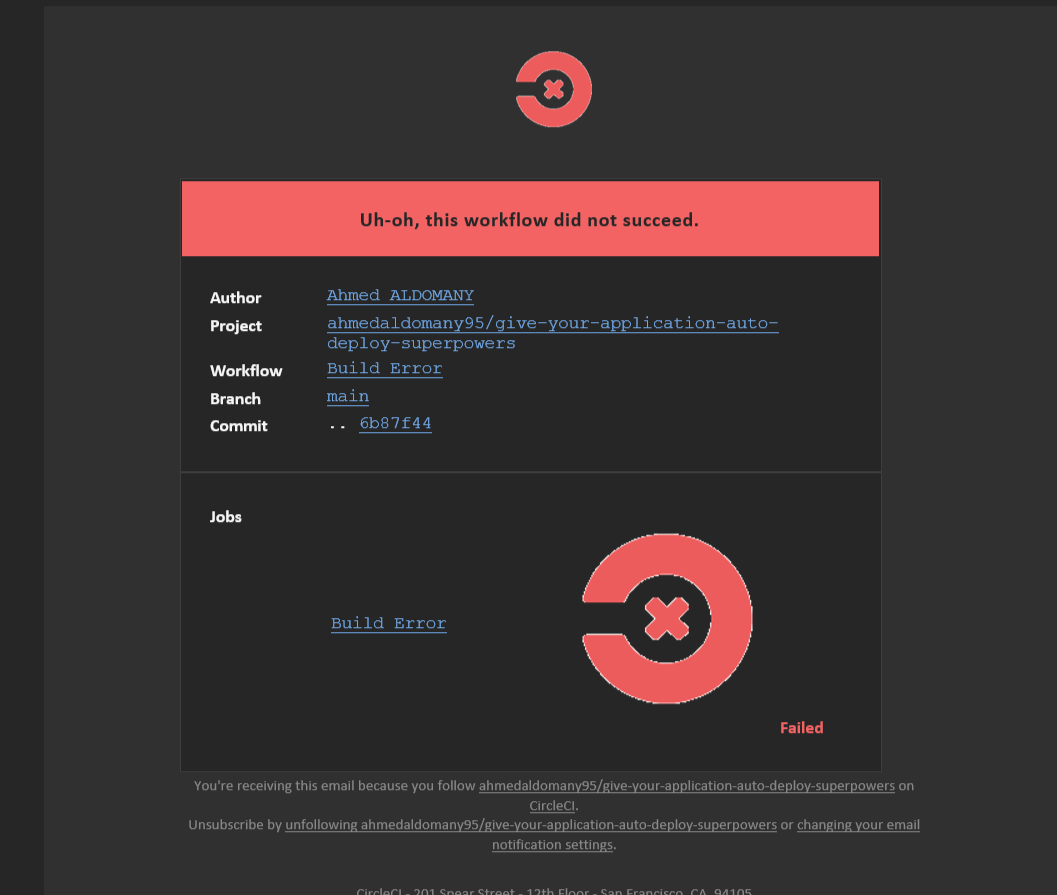 Uh-oh, this workflow did not succeed.
Author Ahmed ALDOMANY
Project ahmedaldomany95/give-your-application-auto-
deploy-superpowers
Workflow Build Error
Branch main
Commit .. 6b87f44
Jobs
Build Error
Failed
You're receiving this email because you follow ahmedaldomany95/give-your-application-auto-deploy-superpowers on
CircleCI.
Unsubscribe by unfollowing ahmedaldomany95/give-your-application-auto-deploy-superpowers or changing your email
notification settings.
CircleCI - 201 Spear Street - 12th Floor - San Francisco, CA, 94105